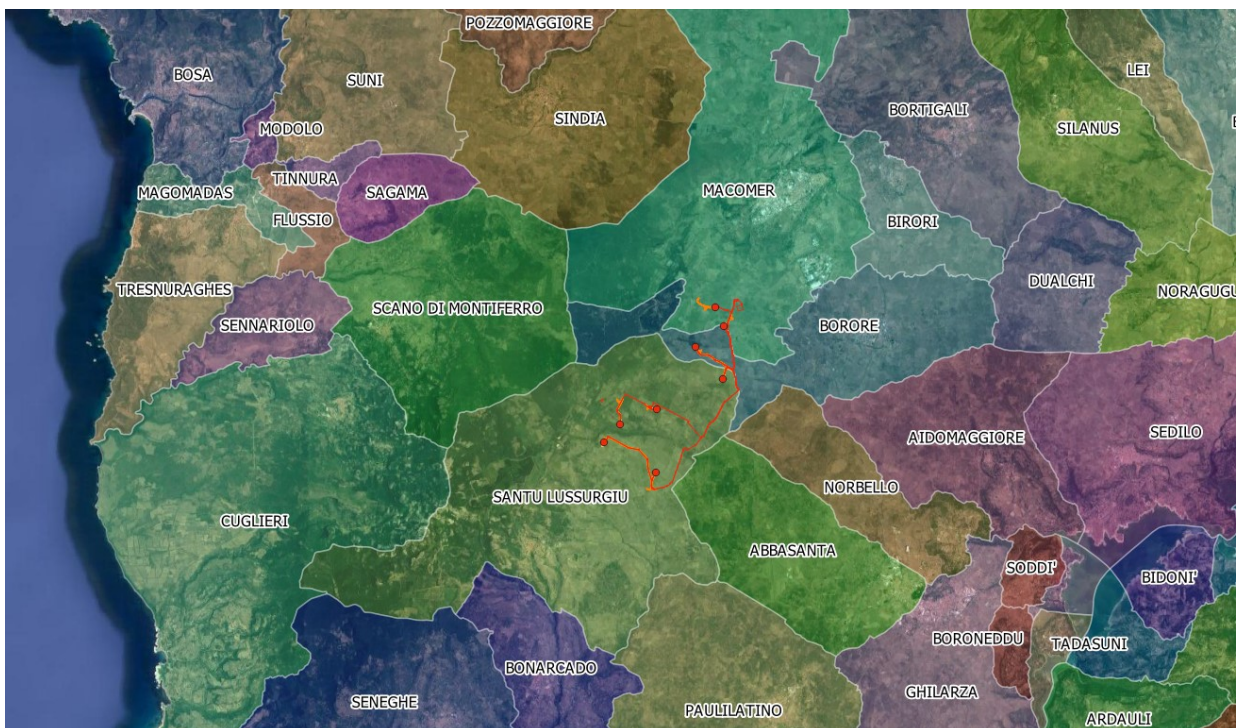 POZZOMAGGIORE
LEI
BOSA
SUNI
SINDIA
BORTIGALI
SILANUS
MODOLO
TINNURA
MAGOMADAS
SAGAMA
MACOMER
FLUSSIO
BIRORI
TRESNURAGHES
DUALCHI
NORAGUGU
SCANO DI MONTIFERRO
SENNARIOLO
BORORE
AIDOMAGGIORE
SEDILO
NORBELLO
SANTU LUSSURGIU
CUGLIERI
ABBASANTA
SODDI'
BIDONI'
BORONEDDU
TADASUNI
BONARCADO
GHILARZA
SENEGHE
PAULILATINO
ARDAULI